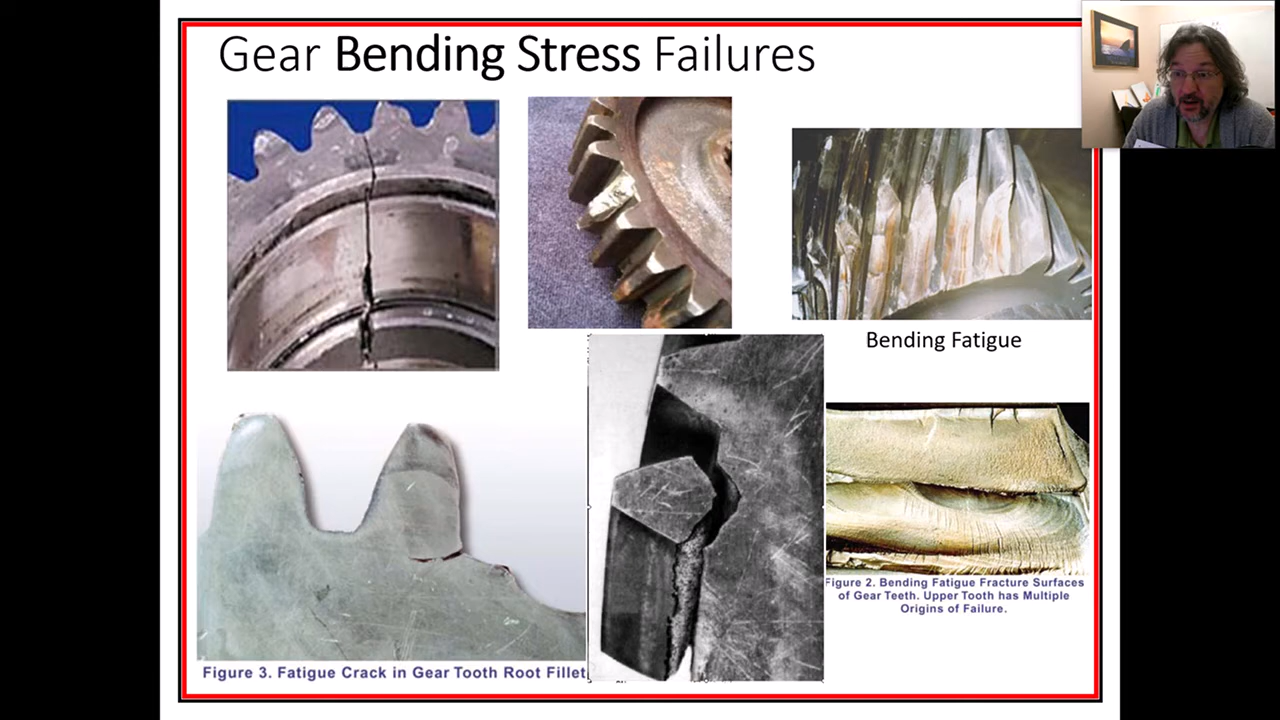 Gear Bending Stress Failures
Bending Fatigue
Figure 2. Bending Fatigue Fracture Surfaces
of Gear Teeth. Upper Tooth has Multiple
Origins of Failure.
Figure 3. Fatigue Crack in Gear Tooth Root Fillet